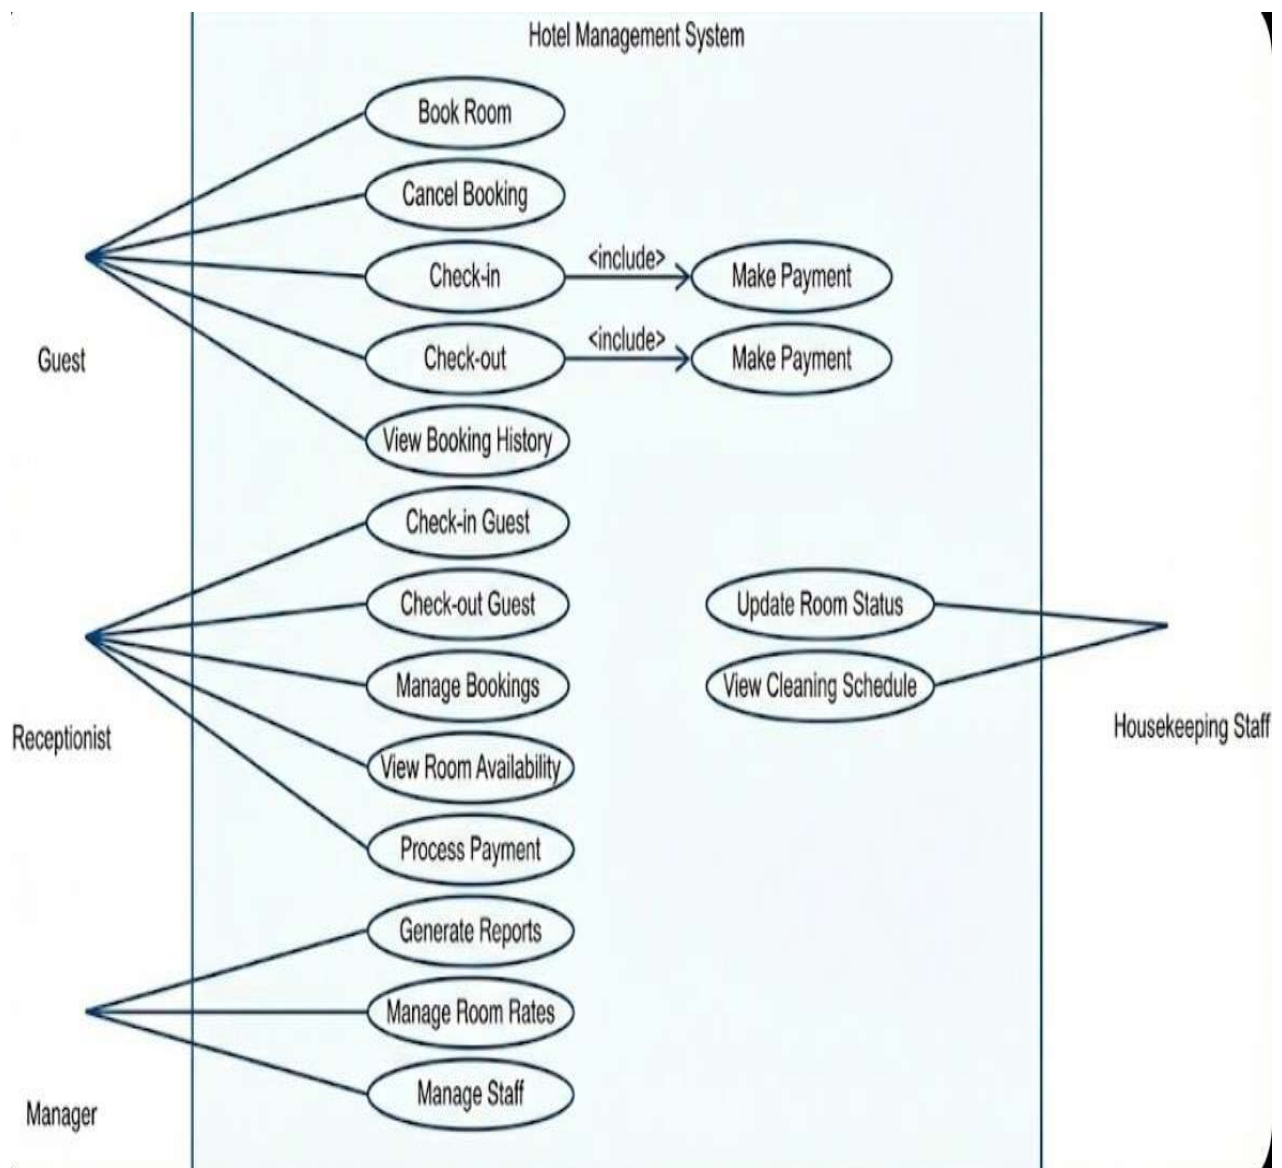 Hotel Management System
Book Room
Cancel Booking
<include>
Check-in
Make Payment
<include>
Check-out
Make Payment
Guest
View Booking History
Check-in Guest
Check-out Guest
Update Room Status
Manage Bookings
View Cleaning Schedule
Receptionist
Housekeeping Staff
View Room Availability
Process Payment
Generate Reports
Manage Room Rates
Manage Staff
Manager